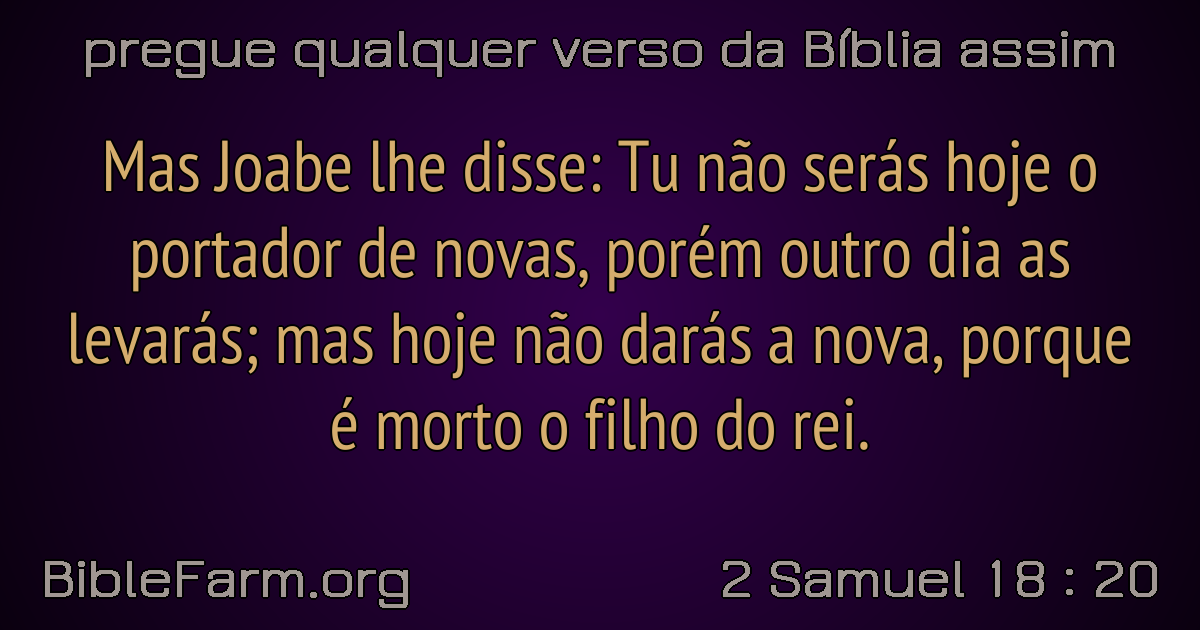 pregue qualquer verso da Bíblia assim
Mas Joabe lhe disse: Tu não serás hoje o
portador de novas, porém outro dia as
levarás; mas hoje não darás a nova, porque
é morto o filho do rei.
BibleFarm.org
2 Samuel 18 : 20